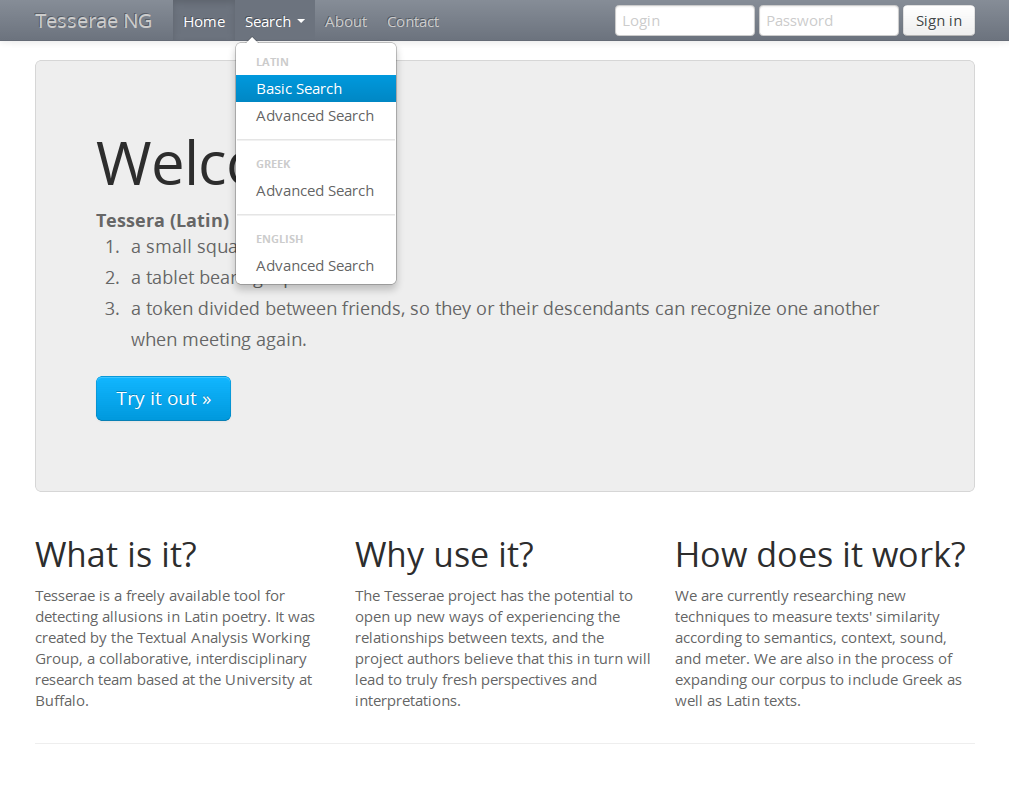 Tesserae NG Home Search About Contact Login Password Sign in
LATIN
Basic Search
Advanced Search
GREEK
Advanced Search
ENGLISH
Advanced Search
Tessera (Latin)
1. a small
2. a tablet
3. a token divided between friends, so they or their descendants can recognize one another
when meeting again.
Try it out »
What is it?
Tesserae is a freely available tool for
detecting allusions in Latin poetry. It was
created by the Textual Analysis Working
Group, a collaborative, interdisciplinary
research team based at the University at
Buffalo.
Why use it?
The Tesserae project has the potential to
open up new ways of experiencing the
relationships between texts, and the
project authors believe that this in turn will
lead to truly fresh perspectives and
interpretations.
How does it work?
We are currently researching new
techniques to measure texts' similarity
according to semantics, context, sound,
and meter. We are also in the process of
expanding our corpus to include Greek as
well as Latin texts.